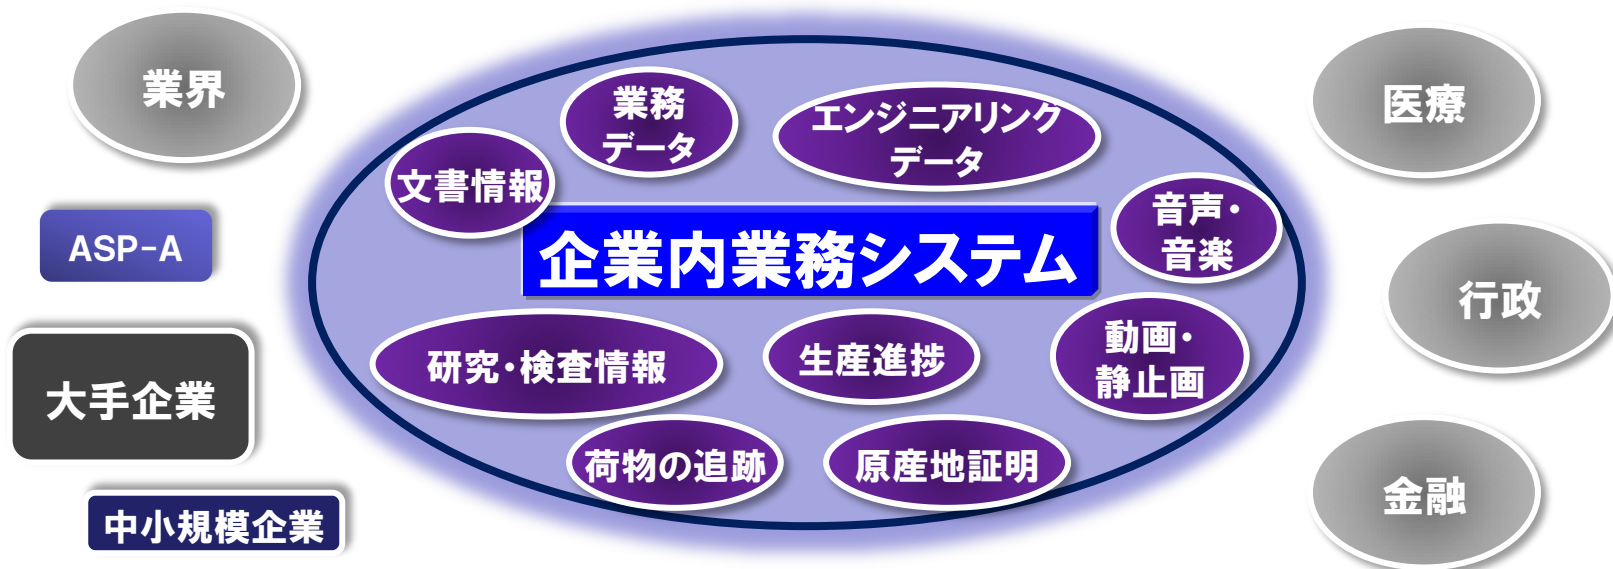 業界
業務
データ
エンジニアリング
データ
医療
文書情報
音声・
音楽
ASP-A
企業内業務システム
行政
研究・検査情報
生産進捗
動画・
静止画
大手企業
荷物の追跡
原産地証明
金融
中小規模企業